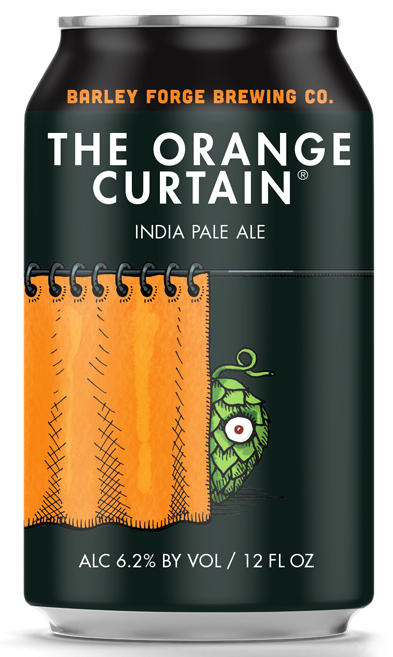 BARLEY FORGE BREWING CO.
THE ORANGE
CURTAIN®
INDIA PALE ALE
ALC 6.2% BY VOL / 12 FL OZ